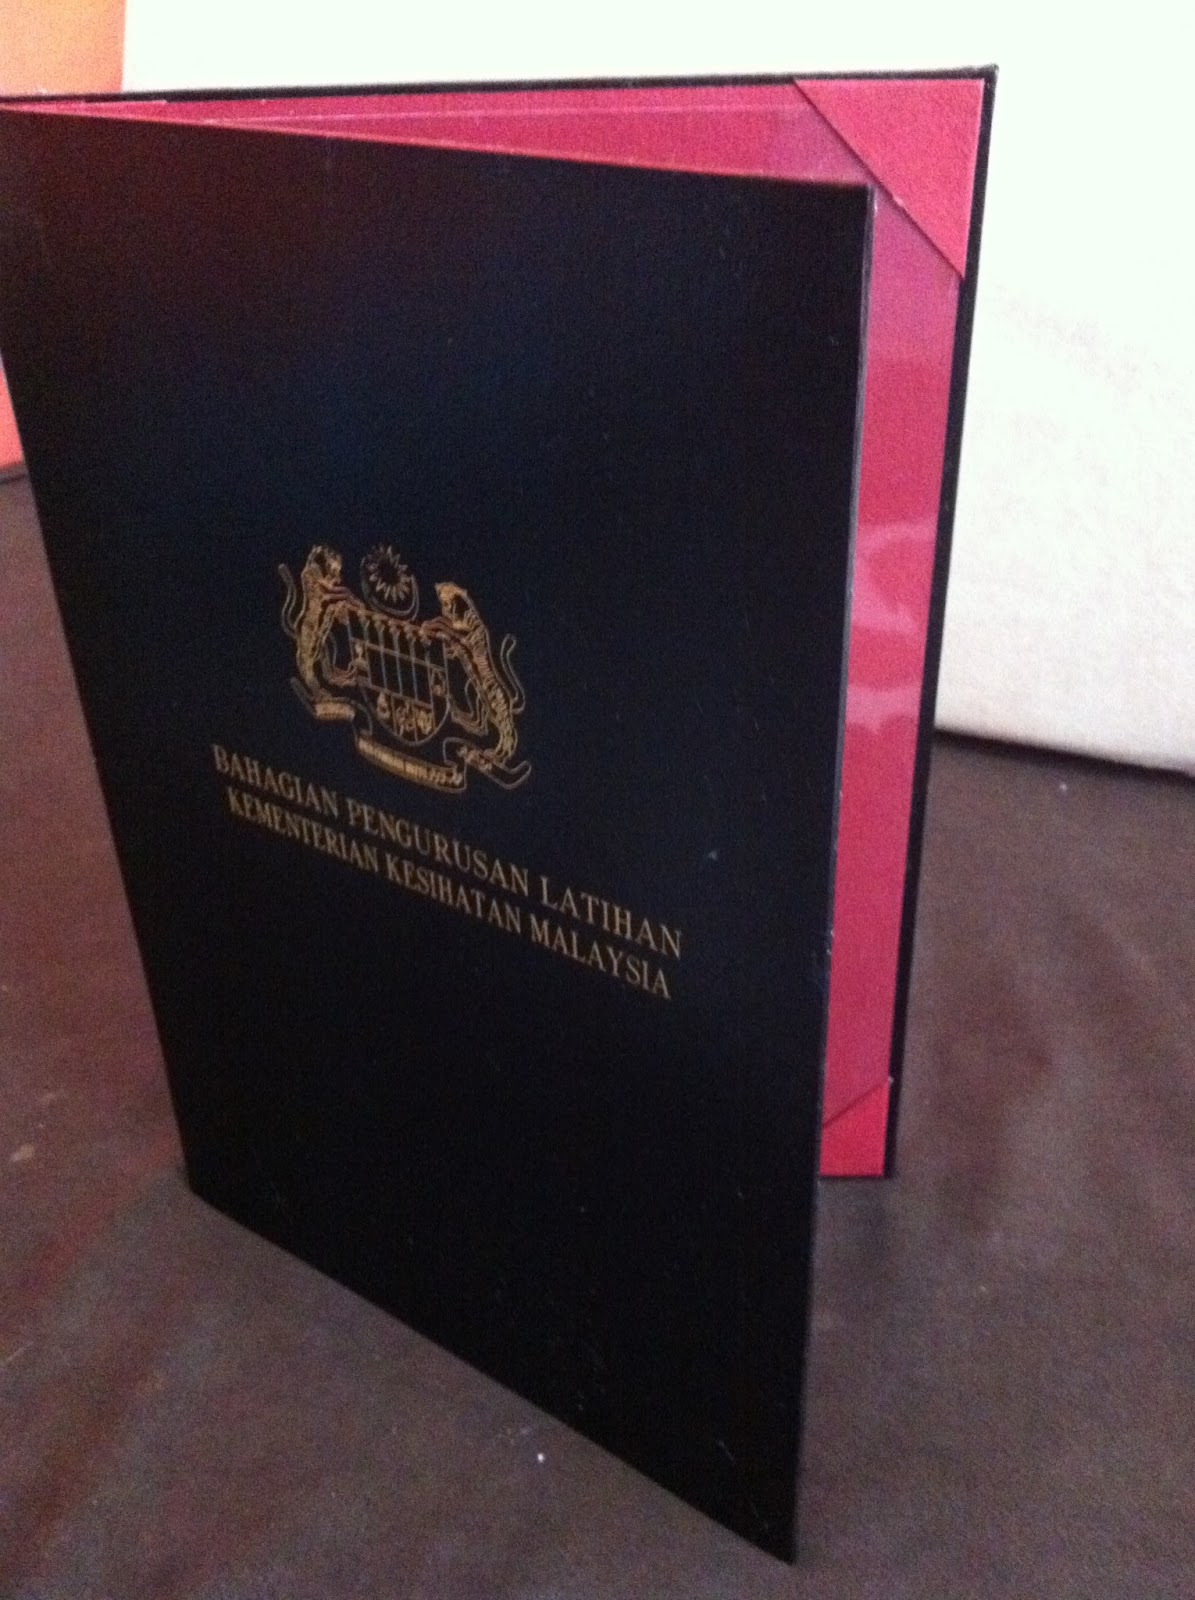 BAHAGIAN PENGURUSAN LATIHAN
KEMENTERIAN KESIHATAN MALAYSIA